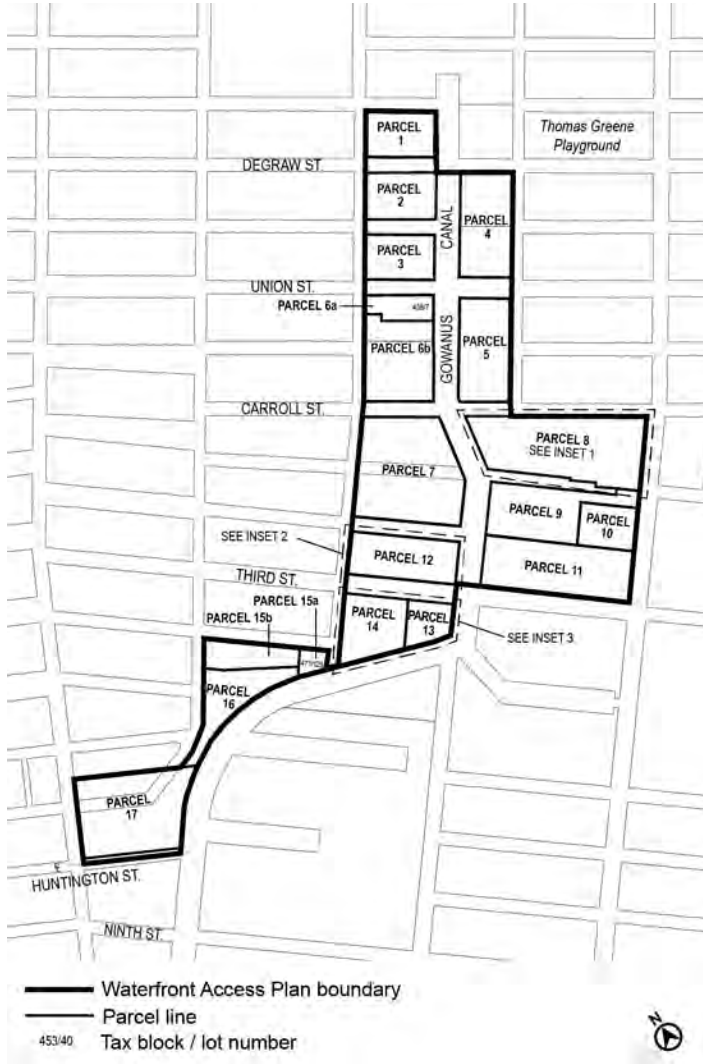 PARCEL
1
Thomas Greene
Playground
DEGRAW ST.
PARCEL
2
CANAL
PARCEL
4
PARCEL
3
UNION ST.
PARCEL 6a
PARCEL 6b
GOWANUS
PARCEL
5
CARROLL ST.
PARCEL 8
SEE INSET 1
PARCEL 7
PARCEL 9
PARCEL
10
SEE INSET 2
PARCEL 12
PARCEL 11
THIRD ST.
PARCEL 15a
PARCEL 15b
PARCEL
14
PARCEL
13
SEE INSET 3
PARCEL
16
PARCEL
17
HUNTINGTON ST.
NINTH ST.
Waterfront Access Plan boundary
Parcel line
453/40 Tax block / lot number
N